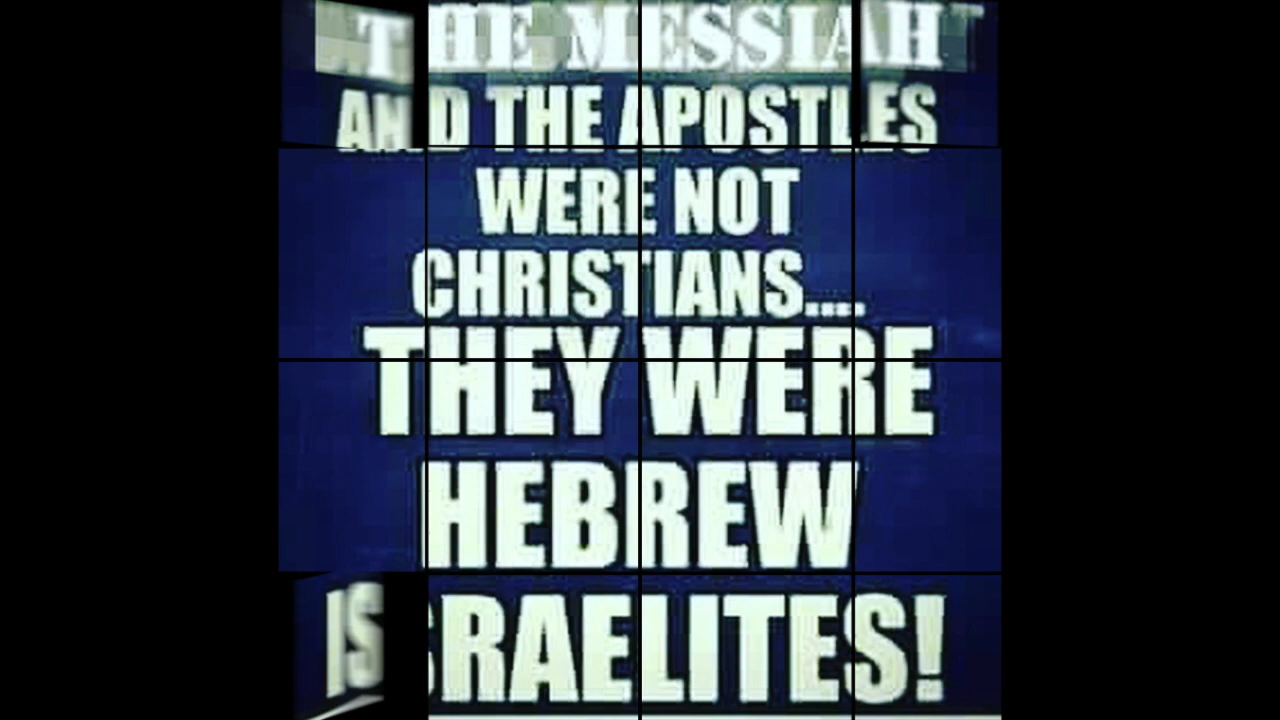 THE MESSIAH
AND THE APOSTLES
WERE NOT
CHRISTIANS....
THEY WERE
HEBREW
ISRAELITES!